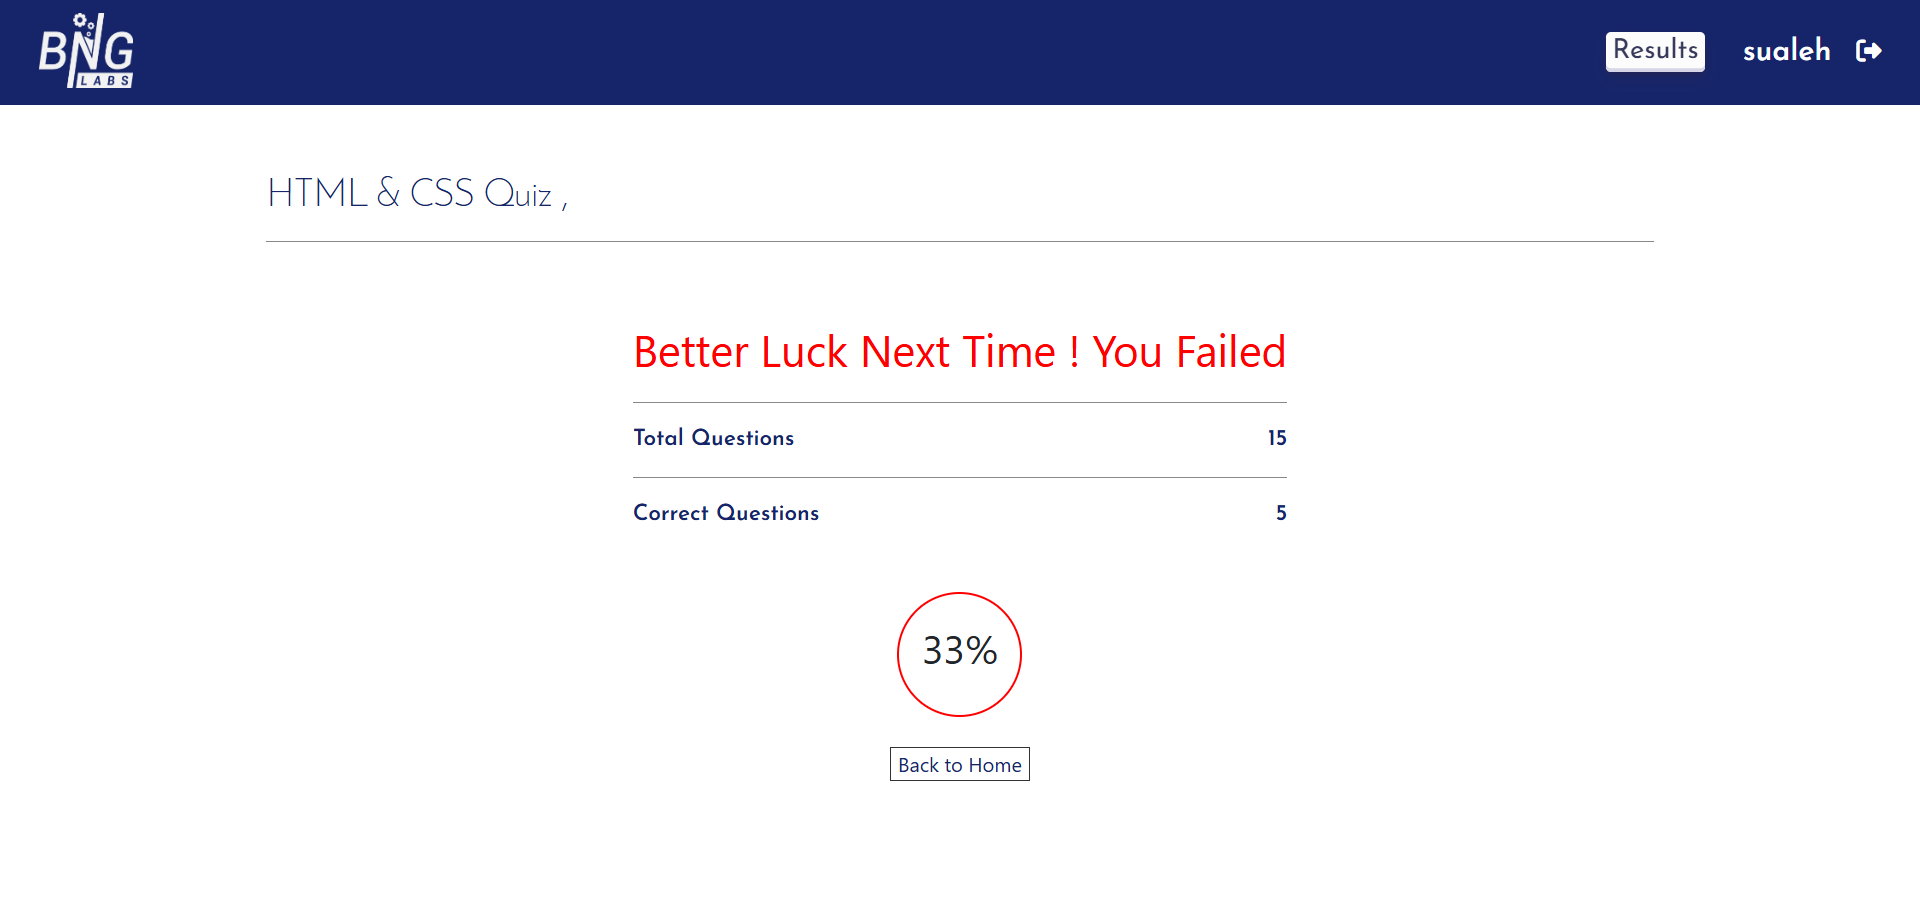 BNG
LABS
Results
sualeh
HTML & CSS Quiz ,
Better Luck Next Time ! You Failed
Total Questions 15
Correct Questions 5
33%
Back to Home